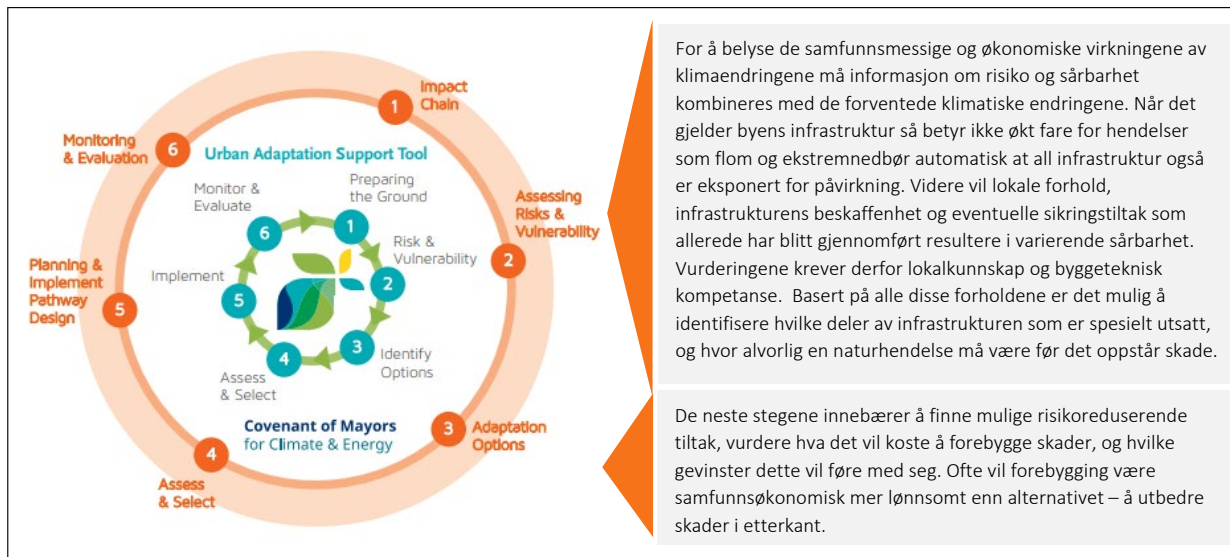 1
Impact
Chain
Assessing
Risks &
Vulnerability
2
3
Adaptation
Options
4
Assess
& Select
Planning &
Implement
Pathway
Design
5
Monitoring
& Evaluation
6
Urban Adaptation Support Tool
Preparing
the Ground
1
Risk &
Vulnerability
2
3
Identify
Options
4
Assess
& Select
Implement
5
Monitor &
Evaluate
6
Covenant of Mayors
for Climate & Energy
For å belyse de samfunnsmessige og økonomiske virkningene av
klimaendringene må informasjon om risiko og sårbarhet
kombineres med de forventede klimatiske endringene. Når det
gjelder byens infrastruktur så betyr ikke økt fare for hendelser
som flom og ekstremnedbør automatisk at all infrastruktur også
er eksponert for påvirkning. Videre vil lokale forhold,
infrastrukturens beskaffenhet og eventuelle sikringstiltak som
allerede har blitt gjennomført resultere i varierende sårbarhet.
Vurderingene krever derfor lokalkunnskap og byggeteknisk
kompetanse. Basert på alle disse forholdene er det mulig å
identifisere hvilke deler av infrastrukturen som er spesielt utsatt,
og hvor alvorlig en naturhendelse må være før det oppstår skade.
De neste stegene innebærer å finne mulige risikoreduserende
tiltak, vurdere hva det vil koste å forebygge skader, og hvilke
gevinster dette vil føre med seg. Ofte vil forebygging være
samfunnsøkonomisk mer lønnsomt enn alternativet – å utbedre
skader i etterkant.